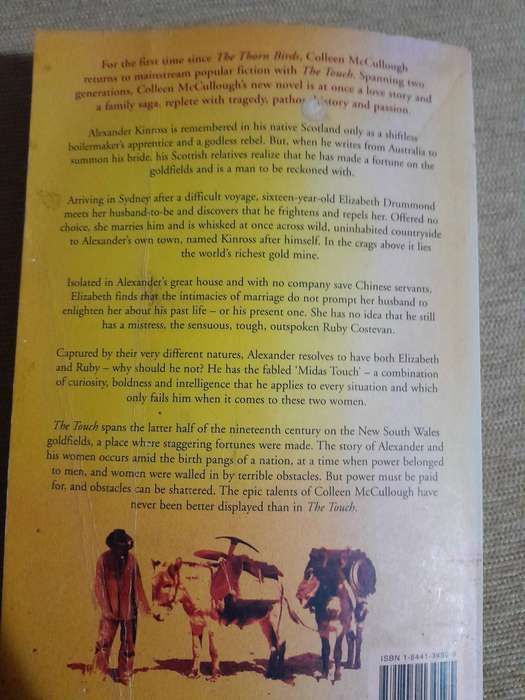 For the first time since The Thorn Birds, Colleen McCullough
returns to mainstream popular fiction with The Touch. Spanning two
generations, Colleen McCullough's new novel is at once a love story and
a family saga, replete with tragedy, pathos, history and passion.
Alexander Kinross is remembered in his native Scotland only as a shiftless
boilermaker's apprentice and a godless rebel. But, when he writes from Australia to
summon his bride, his Scottish relatives realize that he has made a fortune on the
goldfields and is a man to be reckoned with.
Arriving in Sydney after a difficult voyage, sixteen-year-old Elizabeth Drummond
meets her husband-to-be and discovers that he frightens and repels her. Offered no
choice, she marries him and is whisked at once across wild, uninhabited countryside
to Alexander's own town, named Kinross after himself. In the crags above it lies
the world's richest gold mine.
Isolated in Alexander's great house and with no company save Chinese servants,
Elizabeth finds that the intimacies of marriage do not prompt her husband to
enlighten her about his past life – or his present one. She has no idea that he still
has a mistress, the sensuous, tough, outspoken Ruby Costevan.
Captured by their very different natures, Alexander resolves to have both Elizabeth
and Ruby – why should he not? He has the fabled 'Midas Touch' – a combination
of curiosity, boldness and intelligence that he applies to every situation and which
only fails him when it comes to these two women.
The Touch spans the latter half of the nineteenth century on the New South Wales
goldfields, a place where staggering fortunes were made. The story of Alexander and
his women occurs amid the birth pangs of a nation, at a time when power belonged
to men, and women were walled in by terrible obstacles. But power must be paid
for, and obstacles can be shattered. The epic talents of Colleen McCullough have
never been better displayed than in The Touch.
ISBN